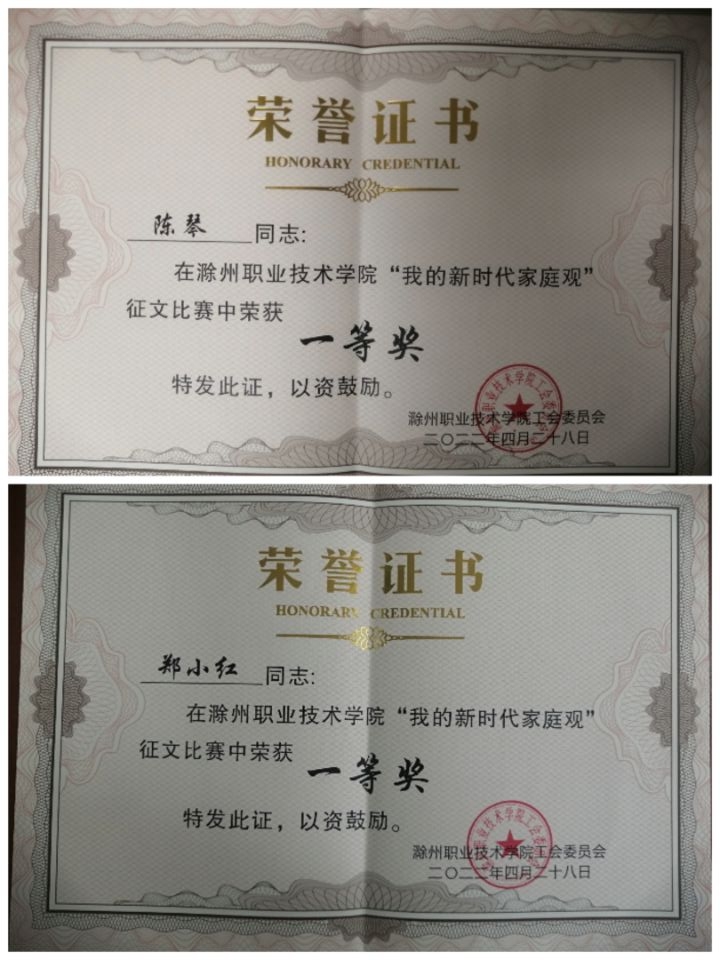 荣誉证书
HONORARY CREDENTIAL
陈琴 同志:
在滁州职业技术学院“我的新时代家庭观”
征文比赛中荣获
一等奖
特发此证，以资鼓励。
滁州职业技术学院工会委员会
二〇二二年四月二十八日
荣誉证书
HONORARY CREDENTIAL
郑小红 同志:
在滁州职业技术学院“我的新时代家庭观”
征文比赛中荣获
一等奖
特发此证，以资鼓励。
滁州职业技术学院工会委员会
二〇二二年四月二十八日